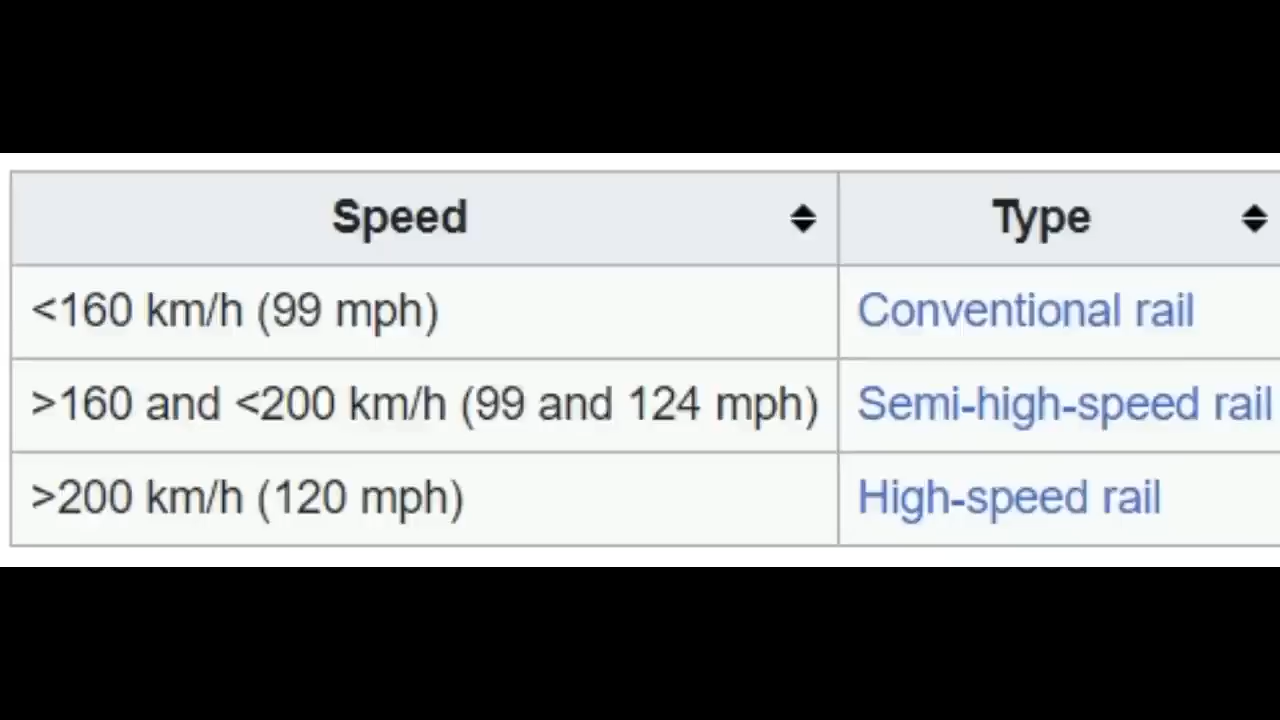 Speed Type
<160 km/h (99 mph) Conventional rail
>160 and <200 km/h (99 and 124 mph) Semi-high-speed rail
>200 km/h (120 mph) High-speed rail